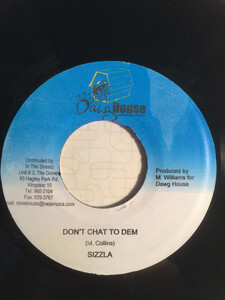 Dawg House
Distributed by
In The Streetz
Unit # 3, The Domes
85 Hagley Park Rd.
Kingston 10
Tel: 960-2104
Fax: 929-3767
Produced by
M. Williams for
Dawg House
DON'T CHAT TO DEM
(M. Collins)
SIZZLA